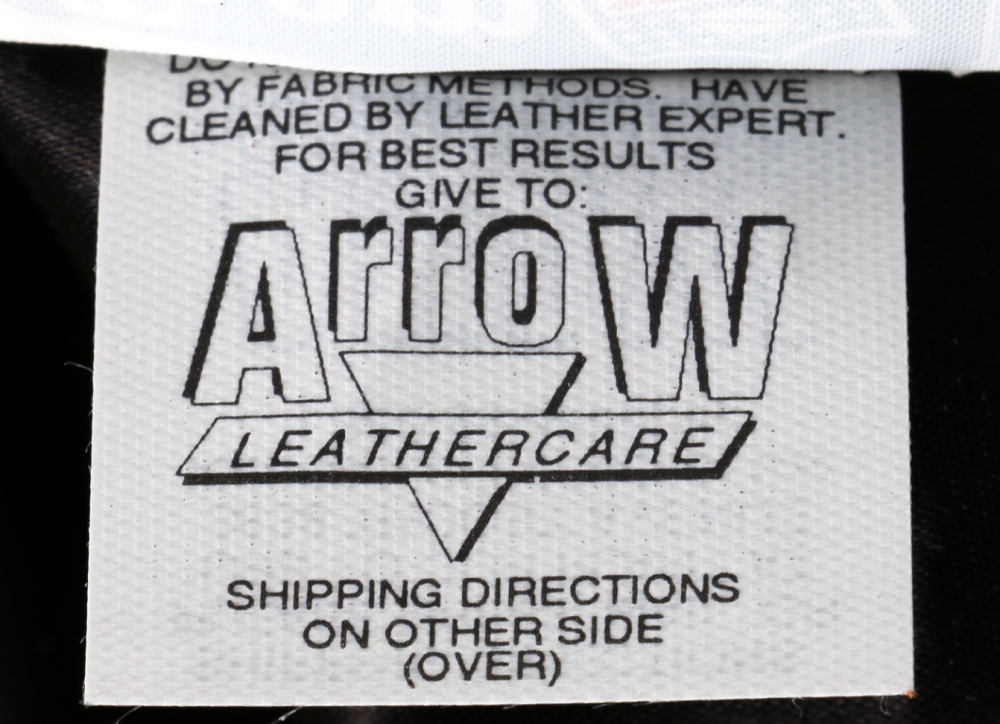 DO
BY FABRIC METHODS. HAVE
CLEANED BY LEATHER EXPERT.
FOR BEST RESULTS
GIVE TO:
ArroW
LEATHERCARE
SHIPPING DIRECTIONS
ON OTHER SIDE
(OVER)